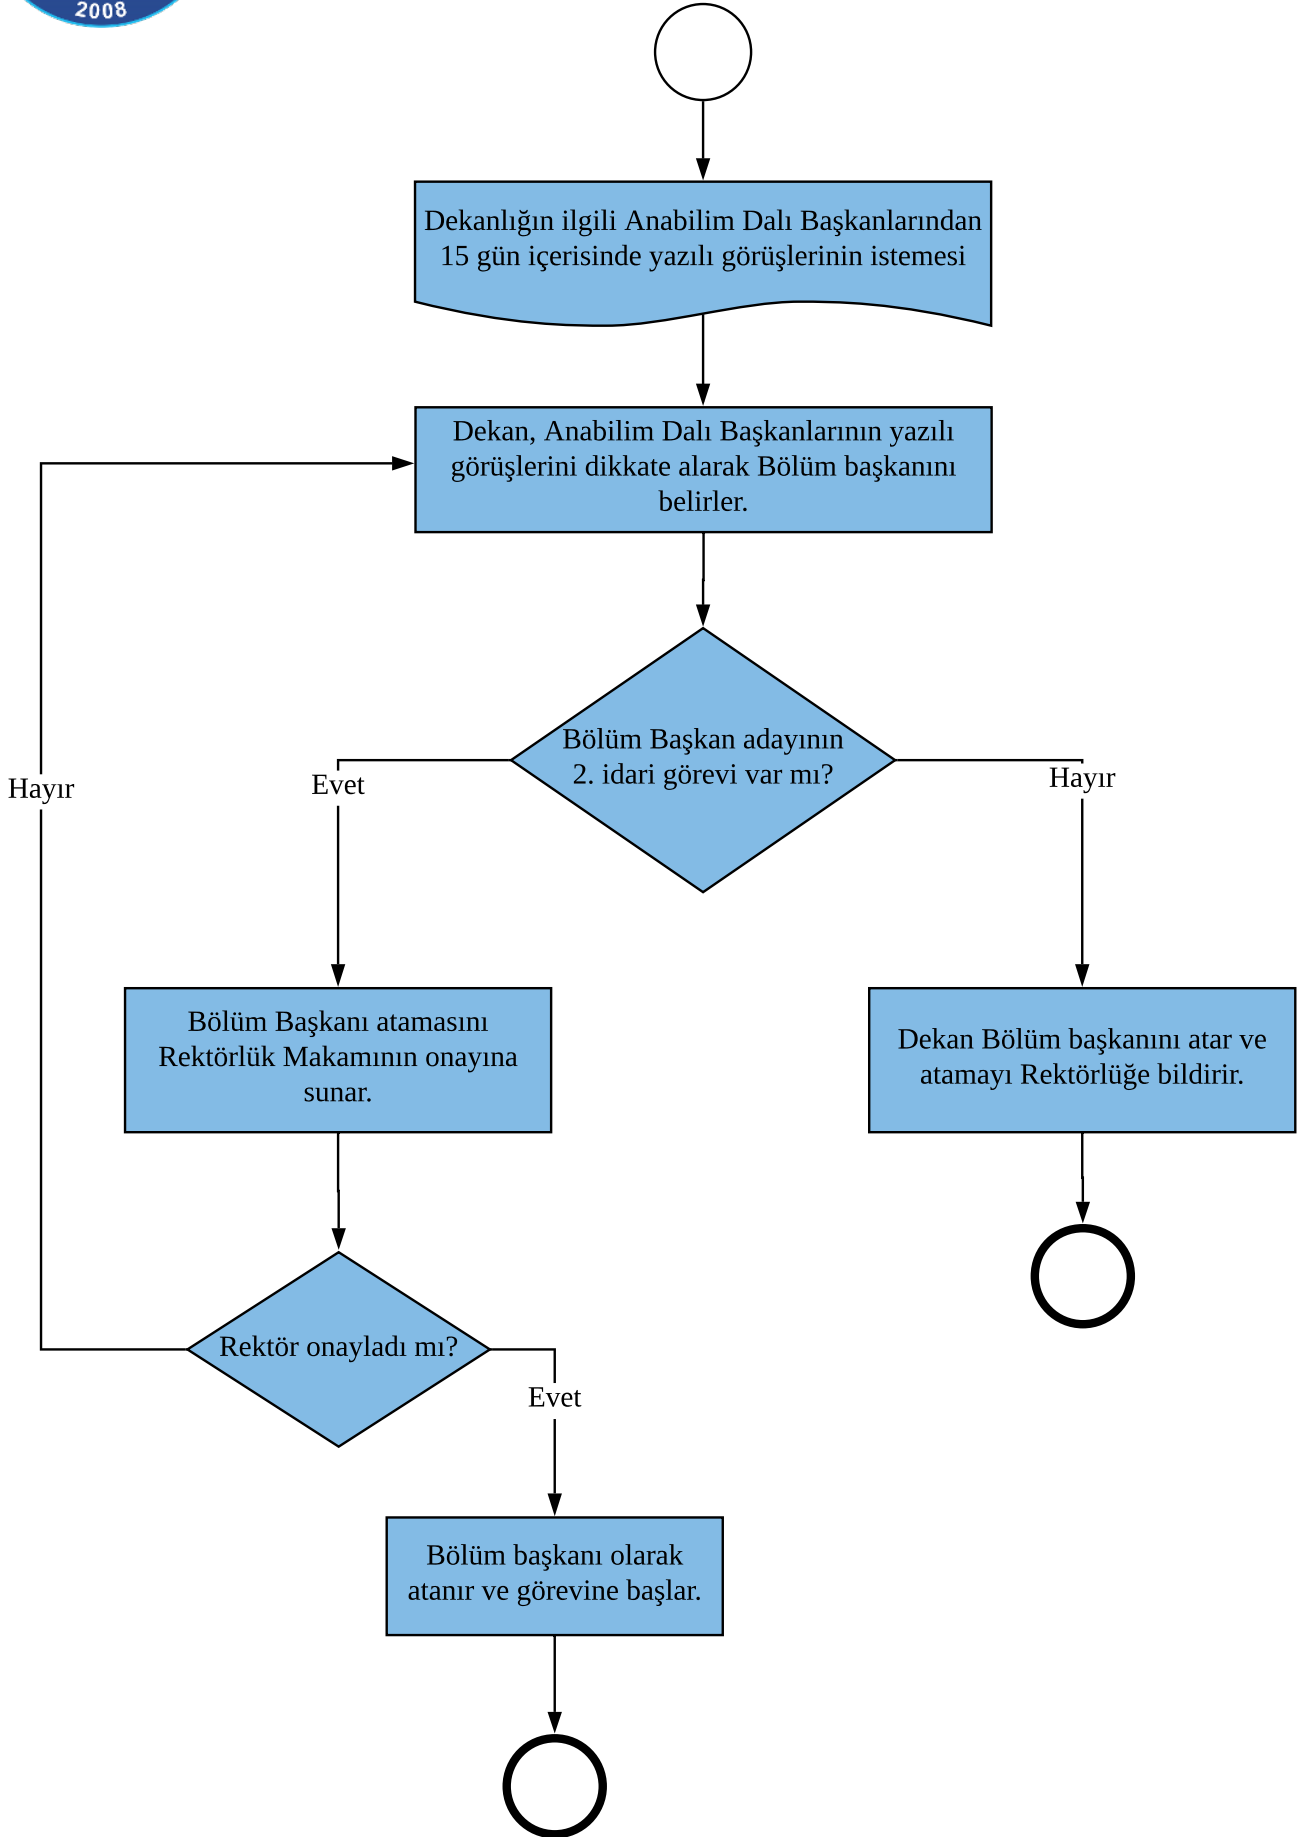 2008
Dekanlığın ilgili Anabilim Dalı Başkanlarından
15 gün içerisinde yazılı görüşlerinin istemesi
Dekan, Anabilim Dalı Başkanlarının yazılı
görüşlerini dikkate alarak Bölüm başkanını
belirler.
Bölüm Başkan adayının
2. idari görevi var mı?
Evet
Hayır
Hayır
Bölüm Başkanı atamasını
Rektörlük Makamının onayına
sunar.
Dekan Bölüm başkanını atar ve
atamayı Rektörlüğe bildirir.
Rektör onayladı mı?
Evet
Bölüm başkanı olarak
atanır ve görevine başlar.